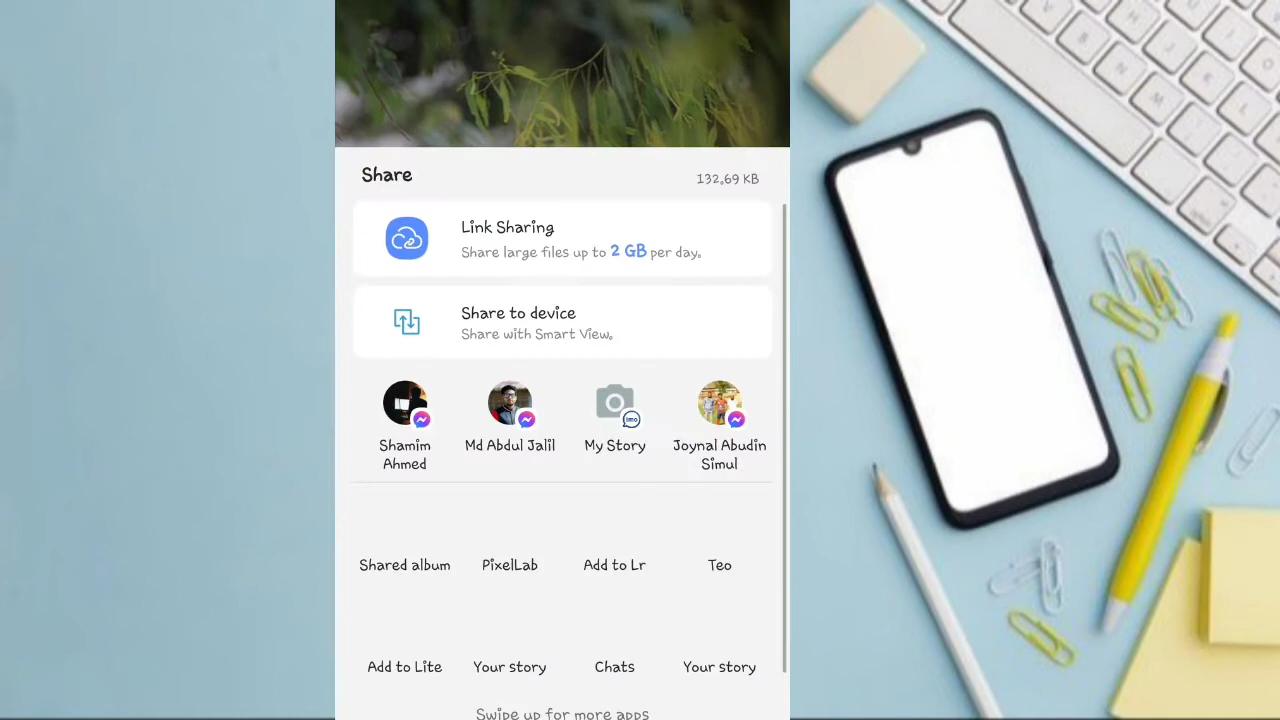 Share
132.69 KB
Link Sharing
Share large files up to 2 GB per day.
Share to device
Share with Smart View.
imo
Shamim
Ahmed
Md Abdul Jalil
My Story
Joynal Abudin
Simul
Shared album
PixelLab
Add to Lr
Teo
Add to Lite
Your story
Chats
Your story
Swipe up for more apps